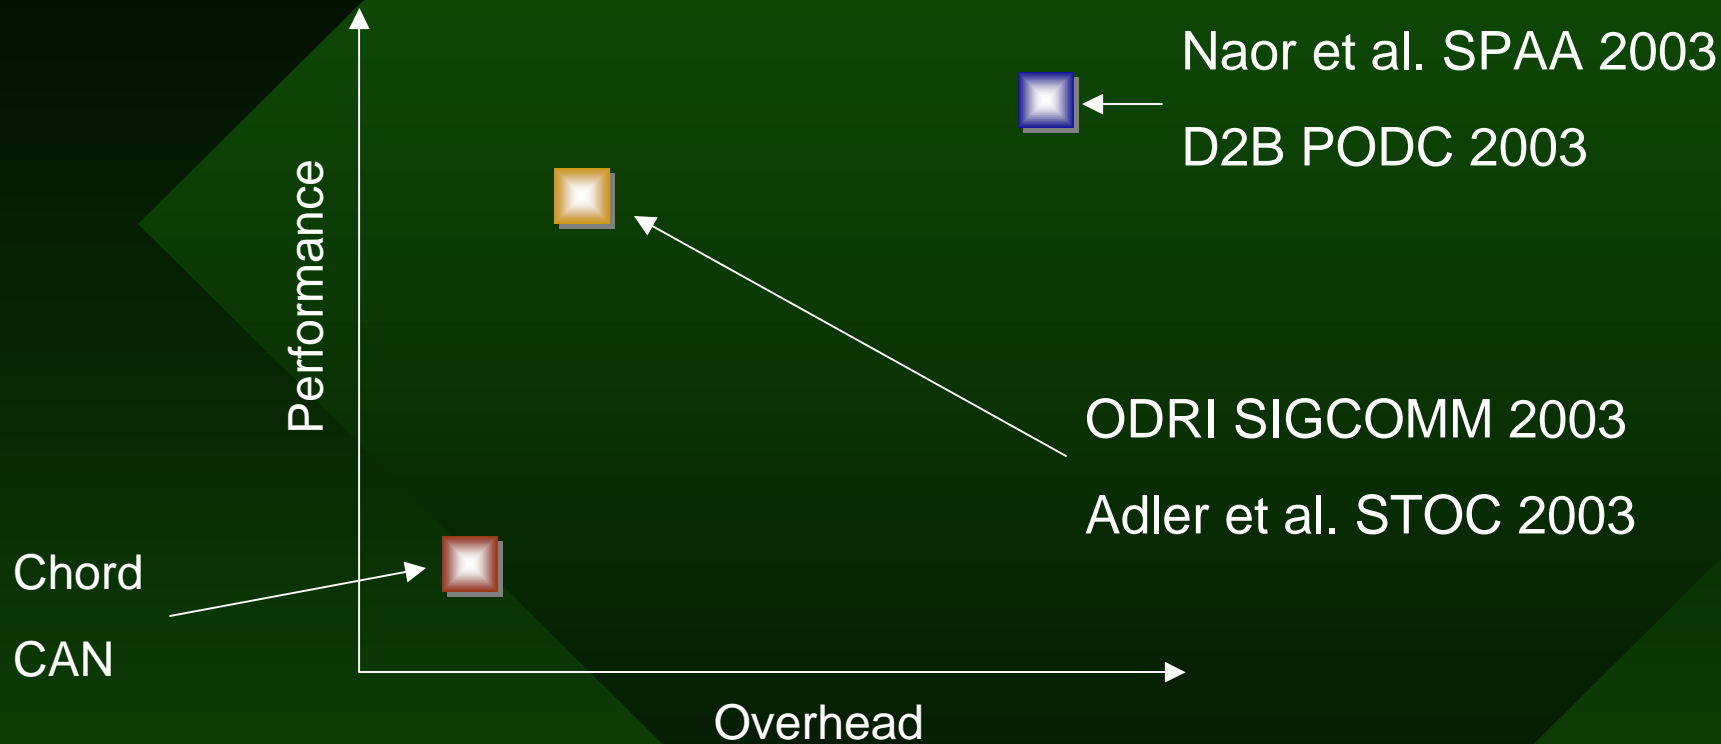 Naor et al. SPAA 2003
D2B PODC 2003
Performance
ODRI SIGCOMM 2003
Adler et al. STOC 2003
Chord
CAN
Overhead